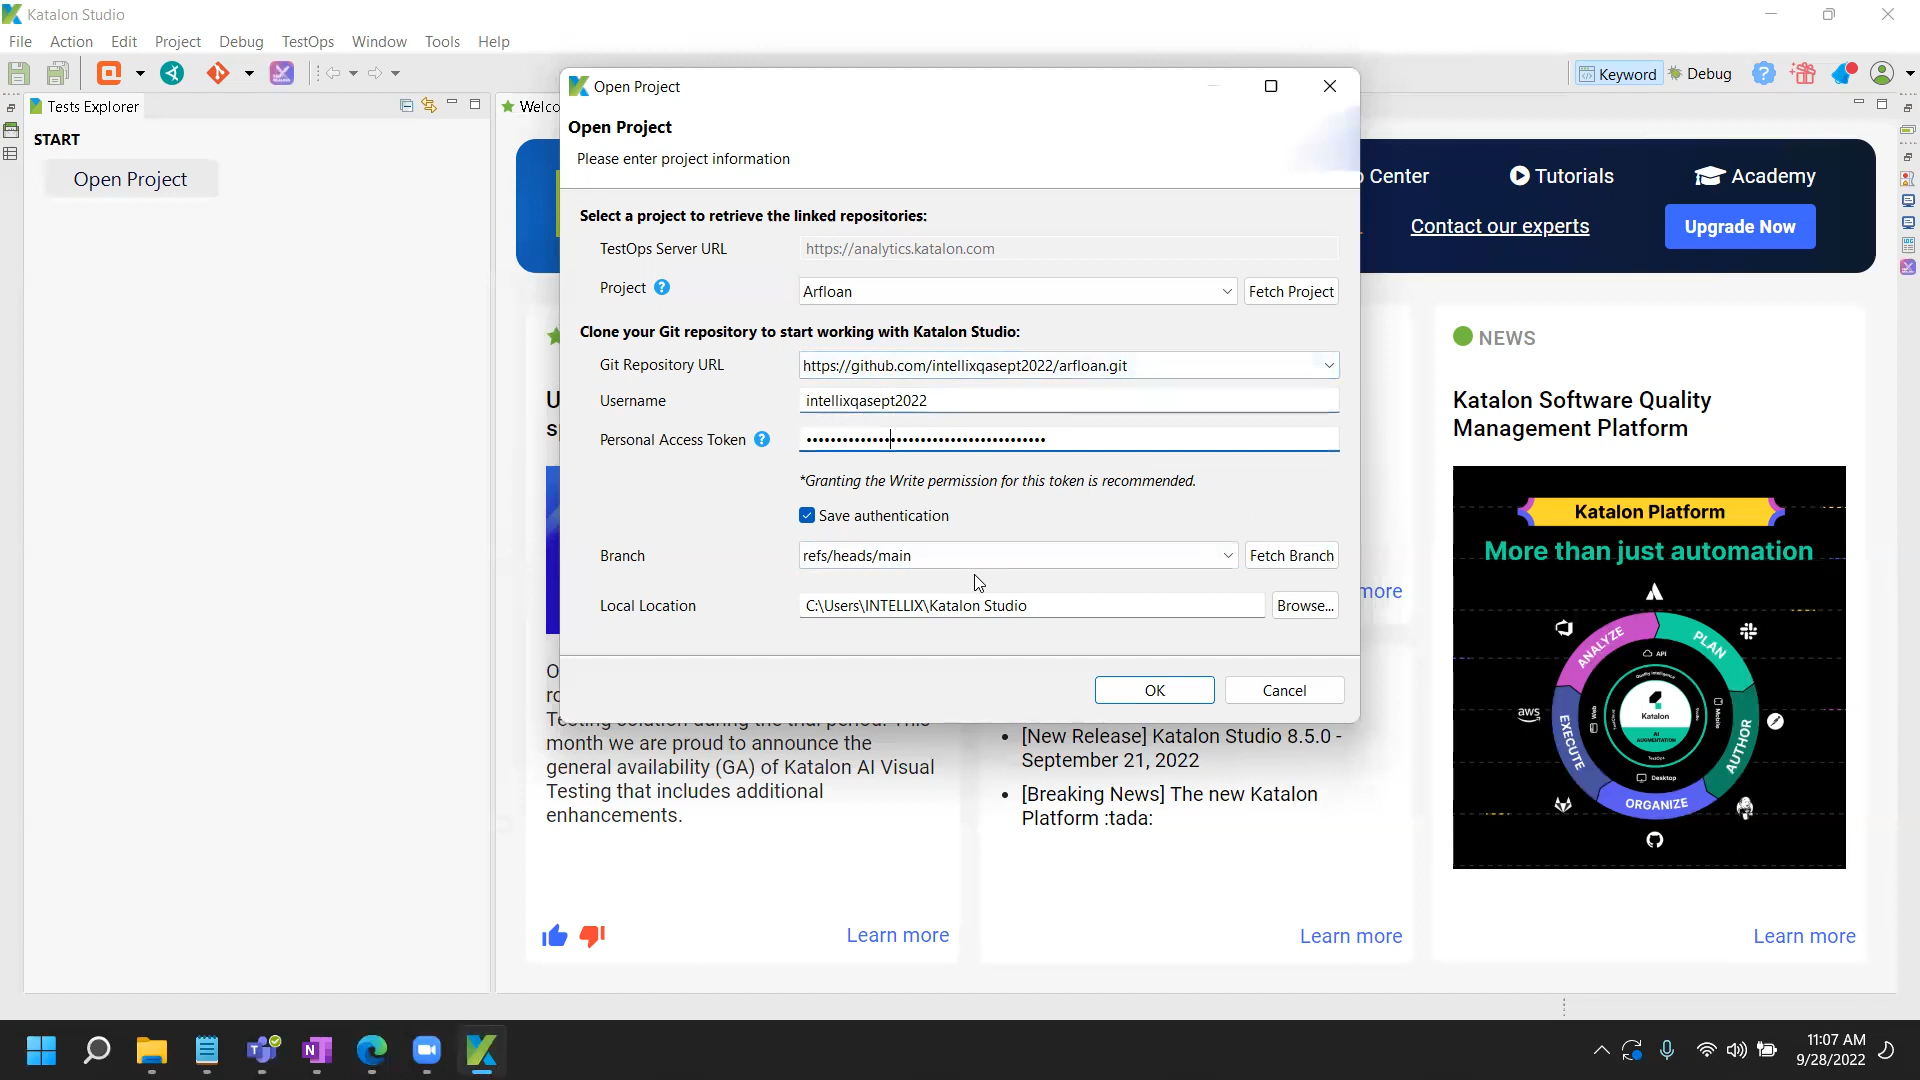 Katalon Studio
File Action Edit Project Debug TestOps Window Tools Help
Keyword Debug
Tests Explorer
START
Open Project
Welco
Center
Tutorials
Academy
Contact our experts
Upgrade Now
Open Project
Open Project
Please enter project information
Select a project to retrieve the linked repositories:
TestOps Server URL https://analytics.katalon.com
Project Arfloan Fetch Project
Clone your Git repository to start working with Katalon Studio:
Git Repository URL https://github.com/intellixqasept2022/arfloan.git
Username intellixqasept2022
Personal Access Token ••••••••••••••••••••••••••••••••••••••••
*Granting the Write permission for this token is recommended.
Save authentication
Branch refs/heads/main Fetch Branch
Local Location C:\Users\INTELLIX\Katalon Studio Browse...
OK Cancel
month we are proud to announce the
general availability (GA) of Katalon AI Visual
Testing that includes additional
enhancements.
Learn more
more
[New Release] Katalon Studio 8.5.0 -
September 21, 2022
[Breaking News] The new Katalon
Platform :tada:
Learn more
NEWS
Katalon Software Quality
Management Platform
Katalon Platform
More than just automation
ANALYZE
PLAN
AUTHOR
ORGANIZE
EXECUTE
API
Web
Mobile
Desktop
Katalon
AI
AUGMENTATION
TestOps
aws
Learn more
11:07 AM
9/28/2022